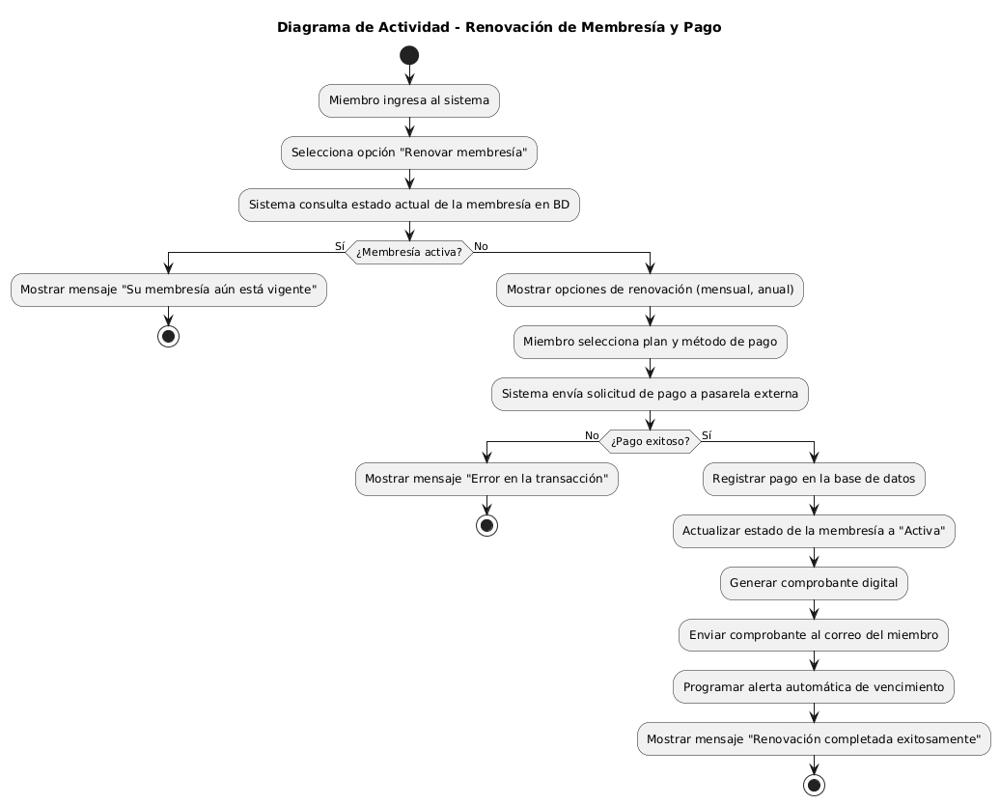 Diagrama de Actividad - Renovación de Membresía y Pago
Miembro ingresa al sistema
Selecciona opción "Renovar membresía"
Sistema consulta estado actual de la membresía en BD
Sí
¿Membresía activa?
No
Mostrar mensaje "Su membresía aún está vigente"
Mostrar opciones de renovación (mensual, anual)
Miembro selecciona plan y método de pago
Sistema envía solicitud de pago a pasarela externa
No
¿Pago exitoso?
Sí
Mostrar mensaje "Error en la transacción"
Registrar pago en la base de datos
Actualizar estado de la membresía a "Activa"
Generar comprobante digital
Enviar comprobante al correo del miembro
Programar alerta automática de vencimiento
Mostrar mensaje "Renovación completada exitosamente"